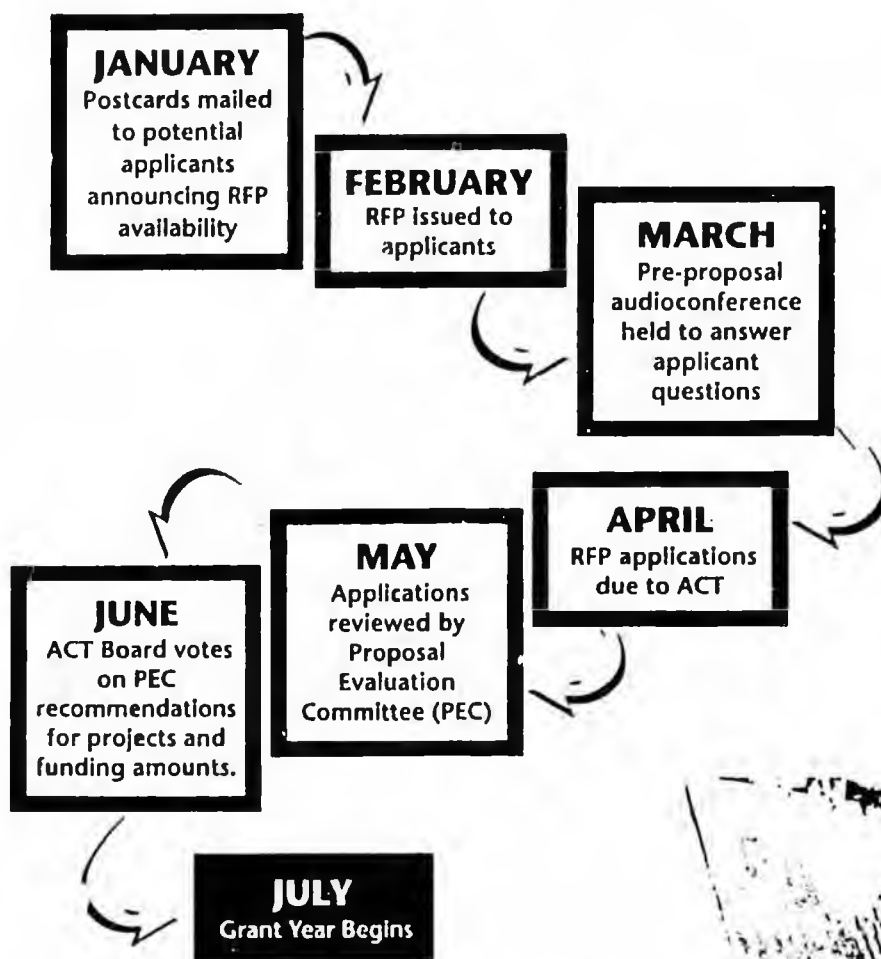 JANUARY
Postcards mailed
to potential
applicants
announcing RFP
availability
FEBRUARY
RFP issued to
applicants
MARCH
Pre-proposal
audioconference
held to answer
applicant
questions
APRIL
RFP applications
due to ACT
MAY
Applications
reviewed by
Proposal
Evaluation
Committee (PEC)
JUNE
ACT Board votes
on PEC
recommendations
for projects and
funding amounts.
JULY
Grant Year Begins